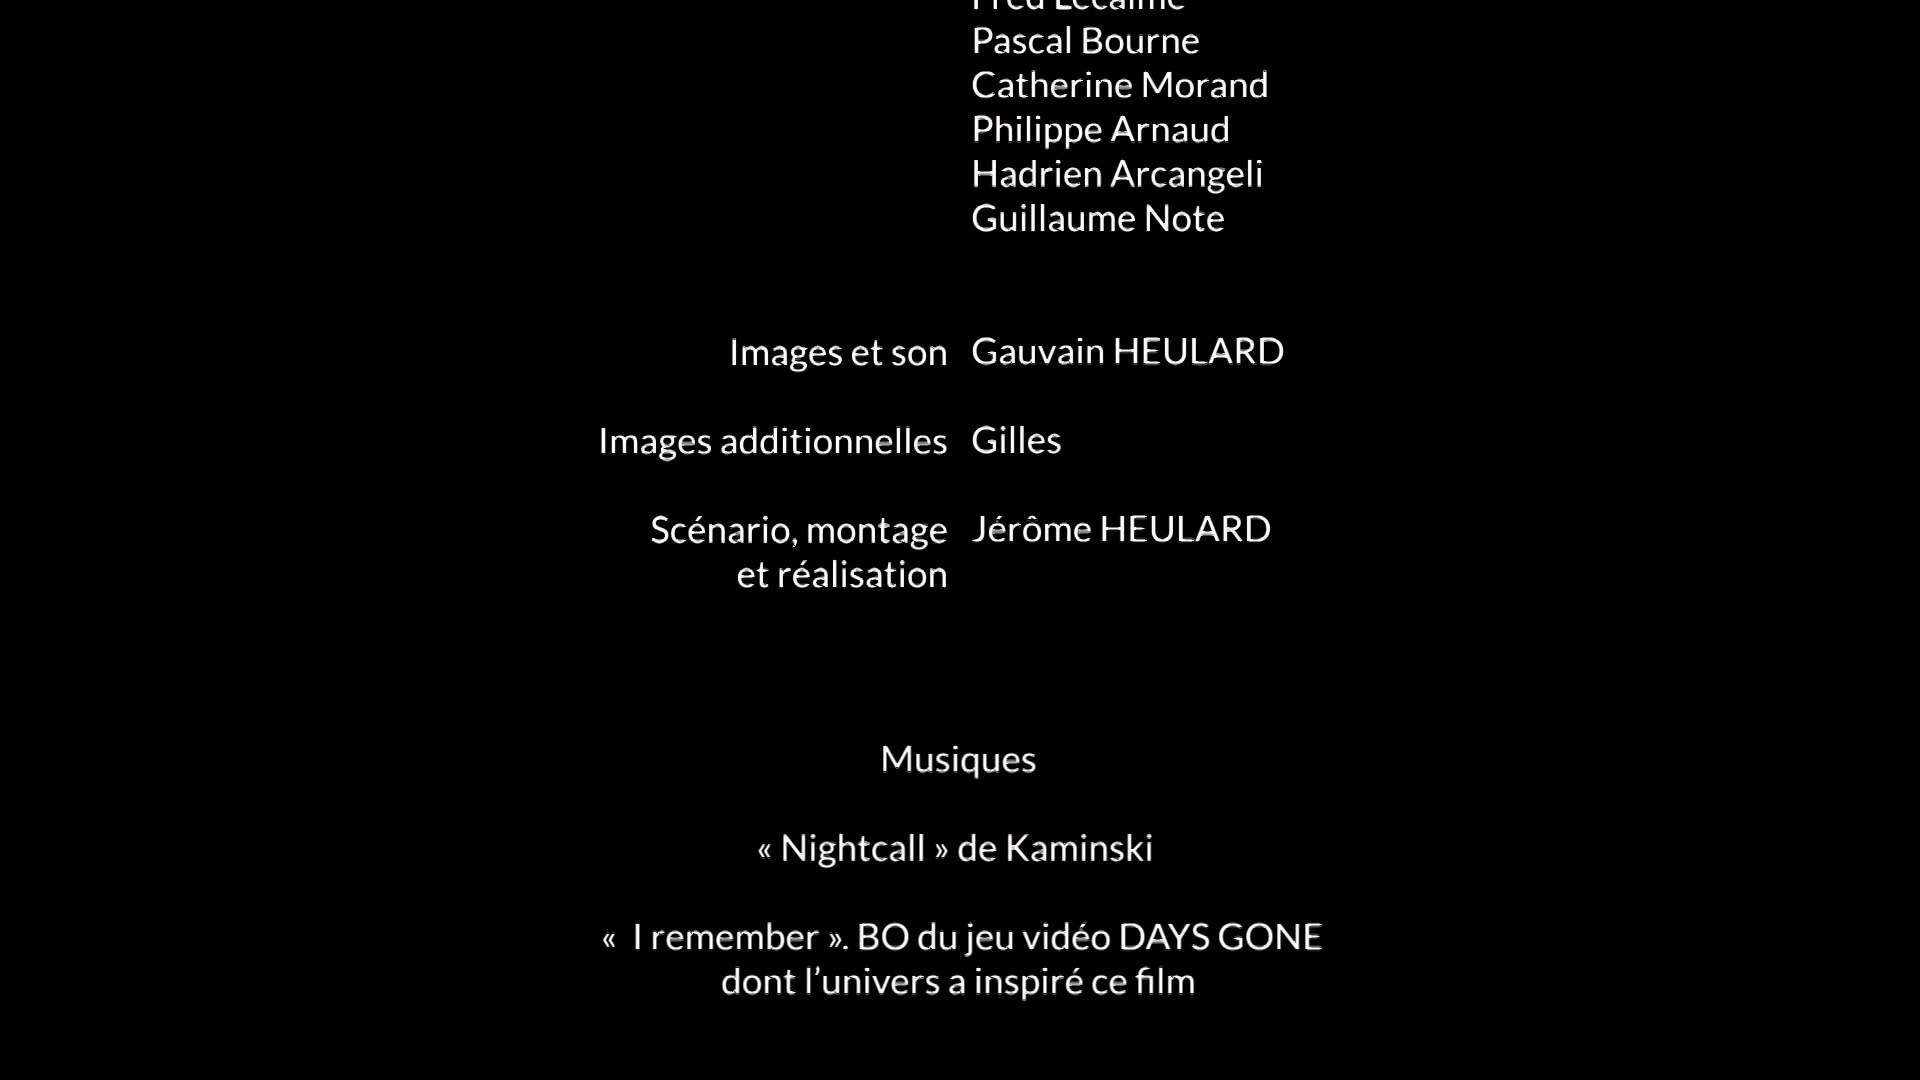 Pascal Bourne
Catherine Morand
Philippe Arnaud
Hadrien Arcangeli
Guillaume Note
Images et son Gauvain HEULARD
Images additionnelles Gilles
Scénario, montage Jérôme HEULARD
et réalisation
Musiques
« Nightcall » de Kaminski
«  I remember ». BO du jeu vidéo DAYS GONE
dont l’univers a inspiré ce film